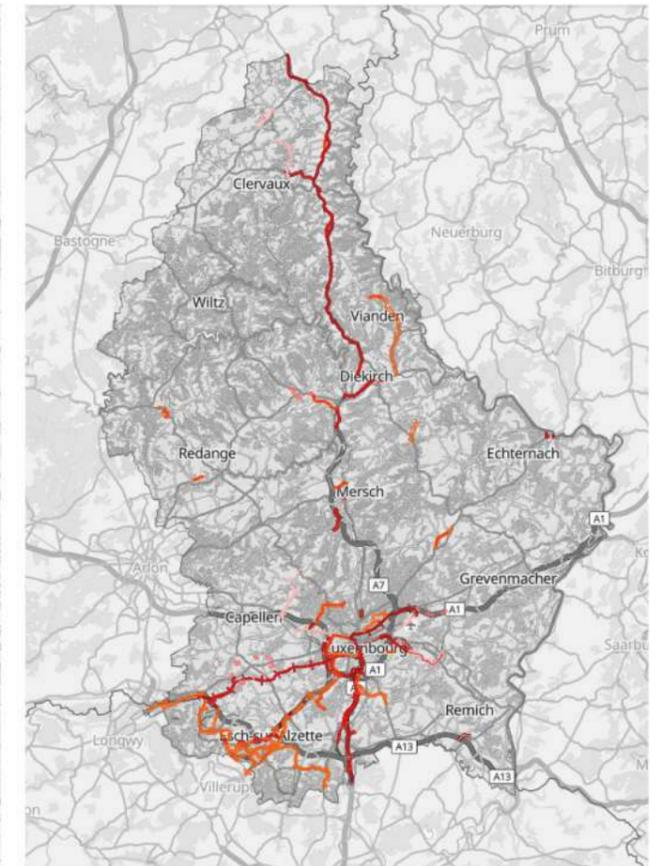 Prum
Clervaux
Neuerburg
Bastogne
Bitburg
Wiltz
Vianden
Diekirch
Redange
Echternach
Mersch
A1
Arlon
A7
Grevenmacher
A1
Capellen
Luxembourg
Saarbu
A1
Remich
Esch-sur-Alzette
Longwy
A13
A13
Villerupt